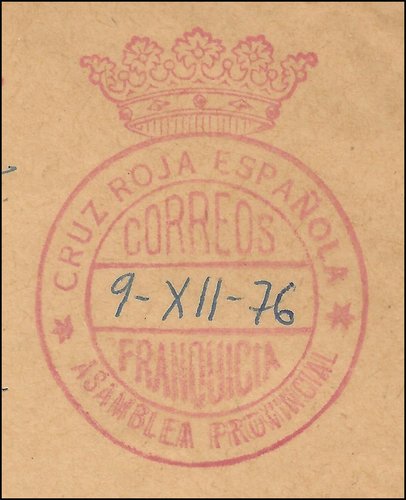 CRUZ ROJA ESPAÑOLA
CORREOS
9-XII-76
FRANQUICIA
ASAMBLEA PROVINCIAL